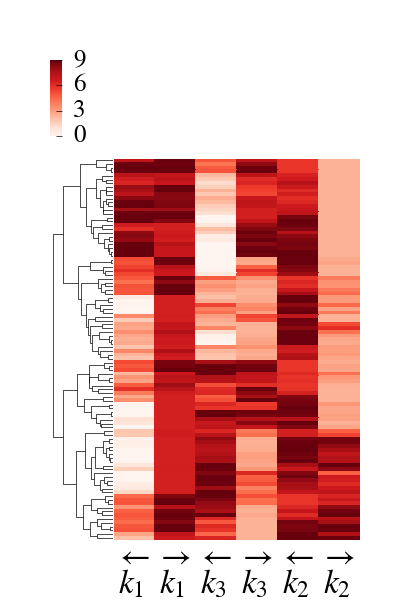 9
6
3
0
← → ← → ← →
k₁ k₁ k₃ k₃ k₂ k₂